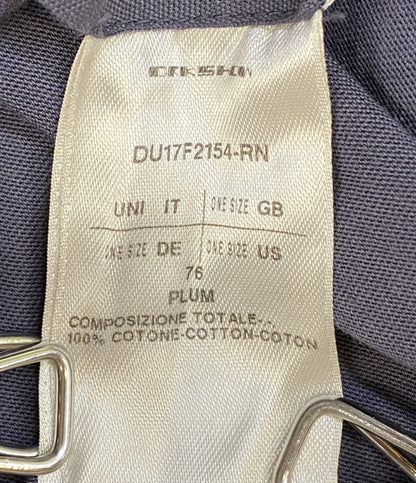 DRKSHDW
DU17F2154-RN
UNI IT ONE SIZE GB
ONE SIZE DE ONE SIZE US
76
PLUM
COMPOSIZIONE TOTALE-..
100% COTONE-COTTON-COTON